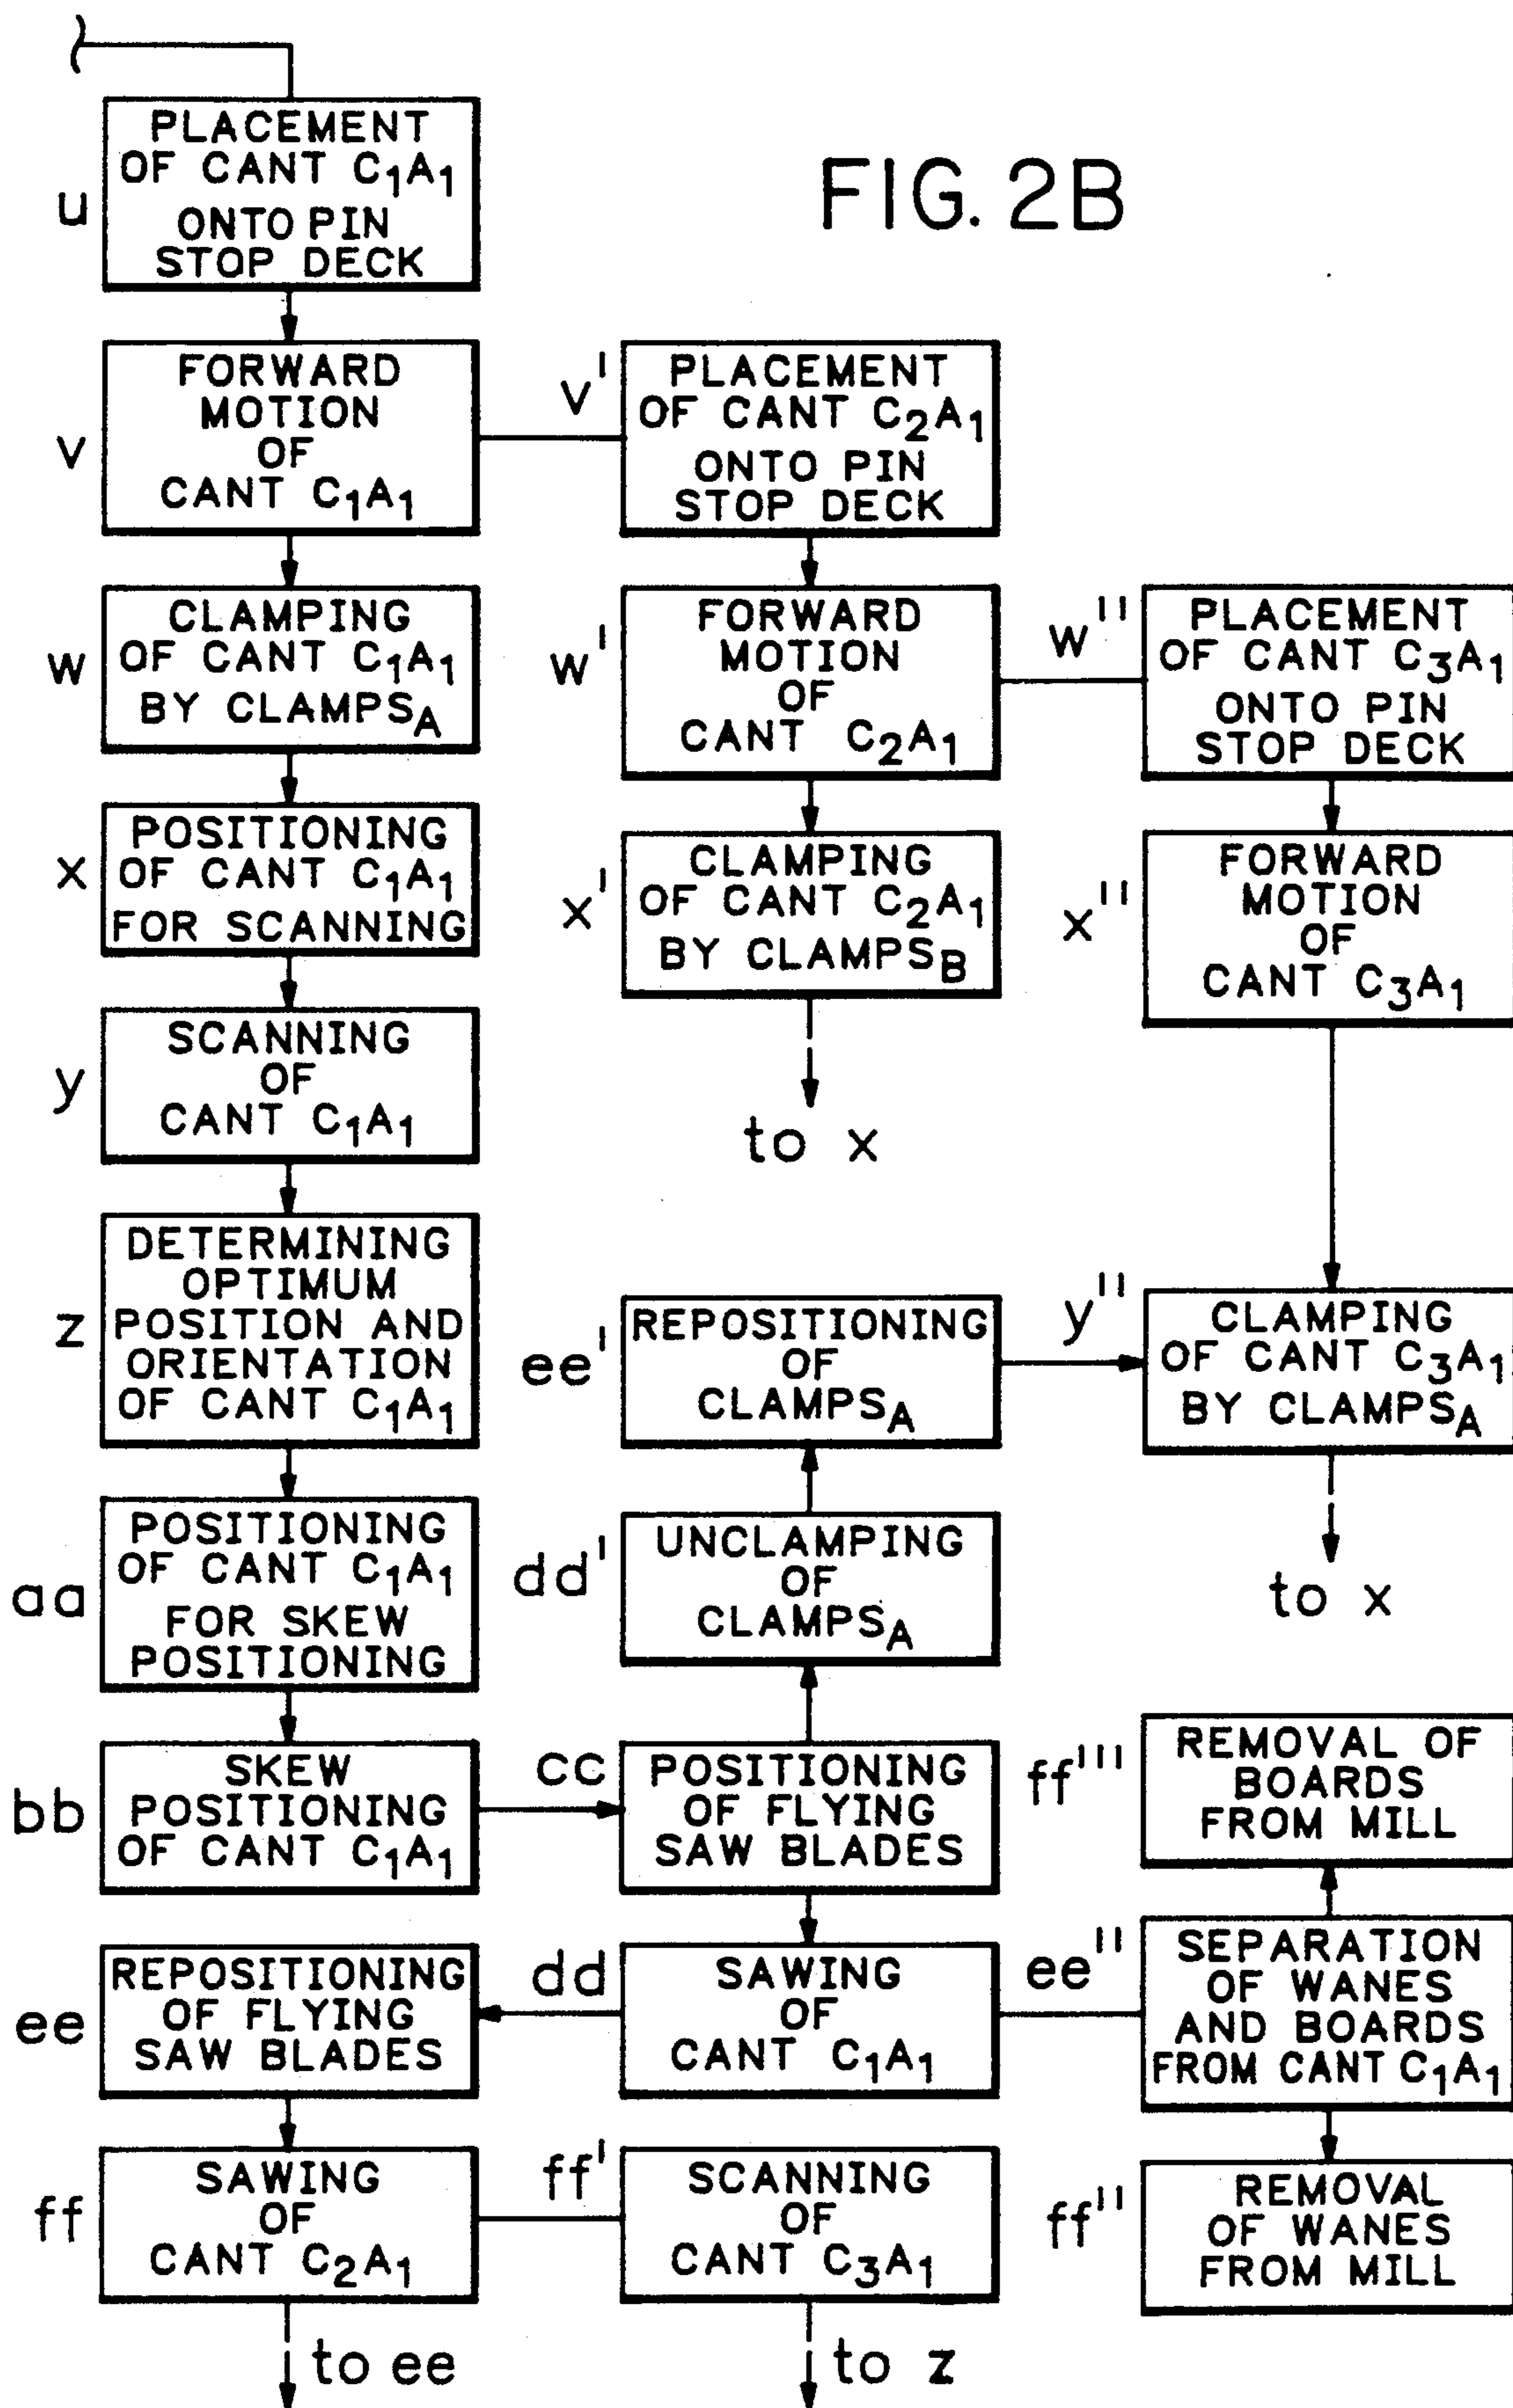 FIG. 2B
u
PLACEMENT
OF CANT C₁A₁
ONTO PIN
STOP DECK
v
FORWARD
MOTION
OF
CANT C₁A₁
v'
PLACEMENT
OF CANT C₂A₁
ONTO PIN
STOP DECK
w
CLAMPING
OF CANT C₁A₁
BY CLAMPS_A
w'
FORWARD
MOTION
OF
CANT C₂A₁
w''
PLACEMENT
OF CANT C₃A₁
ONTO PIN
STOP DECK
x
POSITIONING
OF CANT C₁A₁
FOR SCANNING
x'
CLAMPING
OF CANT C₂A₁
BY CLAMPS_B
to x
x''
FORWARD
MOTION
OF
CANT C₃A₁
y
SCANNING
OF
CANT C₁A₁
z
DETERMINING
OPTIMUM
POSITION AND
ORIENTATION
OF CANT C₁A₁
ee'
REPOSITIONING
OF
CLAMPS_A
y''
CLAMPING
OF CANT C₃A₁
BY CLAMPS_A
to x
aa
POSITIONING
OF CANT C₁A₁
FOR SKEW
POSITIONING
dd'
UNCLAMPING
OF
CLAMPS_A
bb
SKEW
POSITIONING
OF CANT C₁A₁
cc
POSITIONING
OF FLYING
SAW BLADES
ff'''
REMOVAL OF
BOARDS
FROM MILL
ee
REPOSITIONING
OF FLYING
SAW BLADES
dd
SAWING
OF
CANT C₁A₁
ee''
SEPARATION
OF WANES
AND BOARDS
FROM CANT C₁A₁
ff
SAWING
OF
CANT C₂A₁
to ee
ff'
SCANNING
OF
CANT C₃A₁
to z
ff''
REMOVAL
OF WANES
FROM MILL